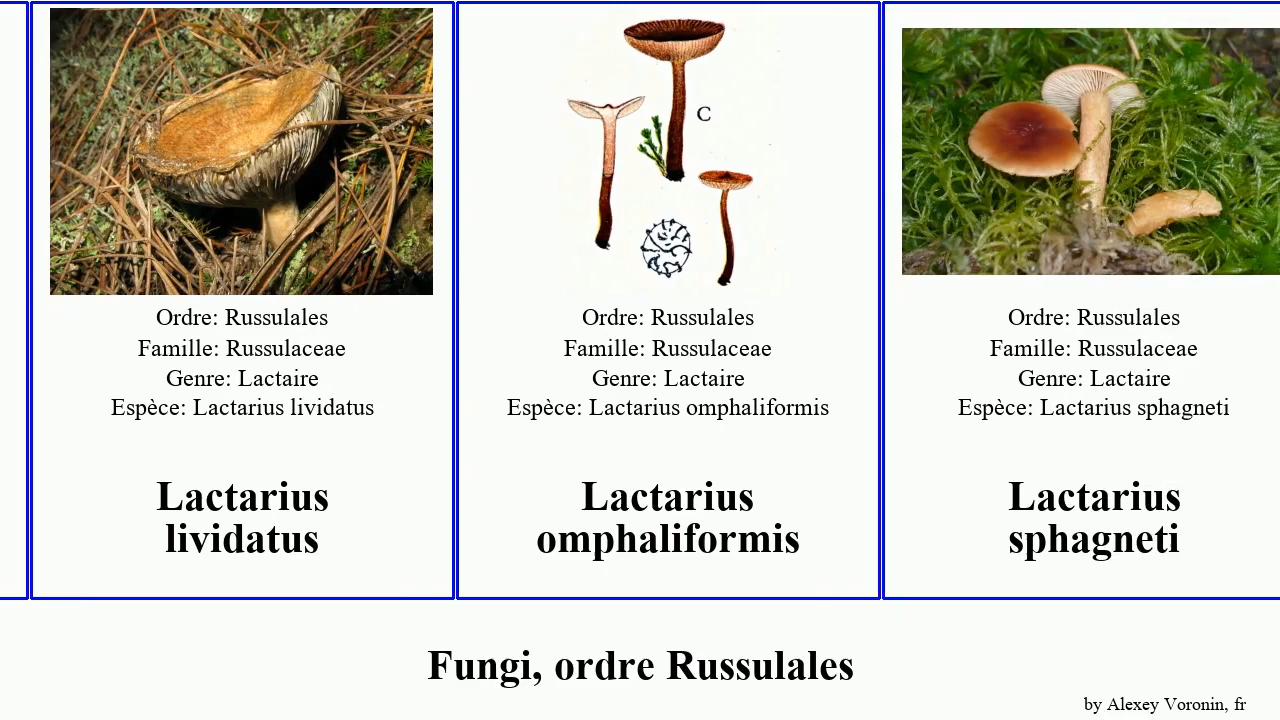 Ordre: Russulales
Famille: Russulaceae
Genre: Lactaire
Espèce: Lactarius lividatus
Lactarius
lividatus
C
Ordre: Russulales
Famille: Russulaceae
Genre: Lactaire
Espèce: Lactarius omphaliformis
Lactarius
omphaliformis
Ordre: Russulales
Famille: Russulaceae
Genre: Lactaire
Espèce: Lactarius sphagneti
Lactarius
sphagneti
Fungi, ordre Russulales
by Alexey Voronin, fr